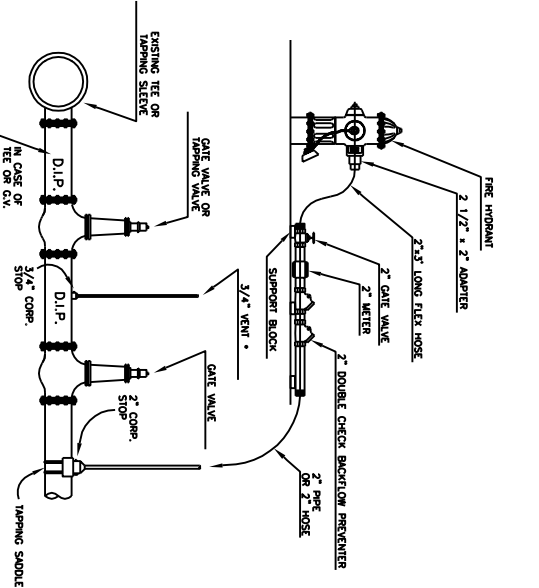 FIRE HYDRANT
2 1/2" x 2" ADAPTER
2"x3' LONG FLEX HOSE
2" GATE VALVE
2" METER
SUPPORT BLOCK
2" DOUBLE CHECK BACKFLOW PREVENTER
2" PIPE
OR 2" HOSE
EXISTING TEE OR
TAPPING SLEEVE
GATE VALVE OR
TAPPING VALVE
3/4" VENT *
GATE VALVE
D.I.P.
D.I.P.
IN CASE OF
TEE OR G.V.
3/4" CORP.
STOP
2" CORP.
STOP
TAPPING SADDLE